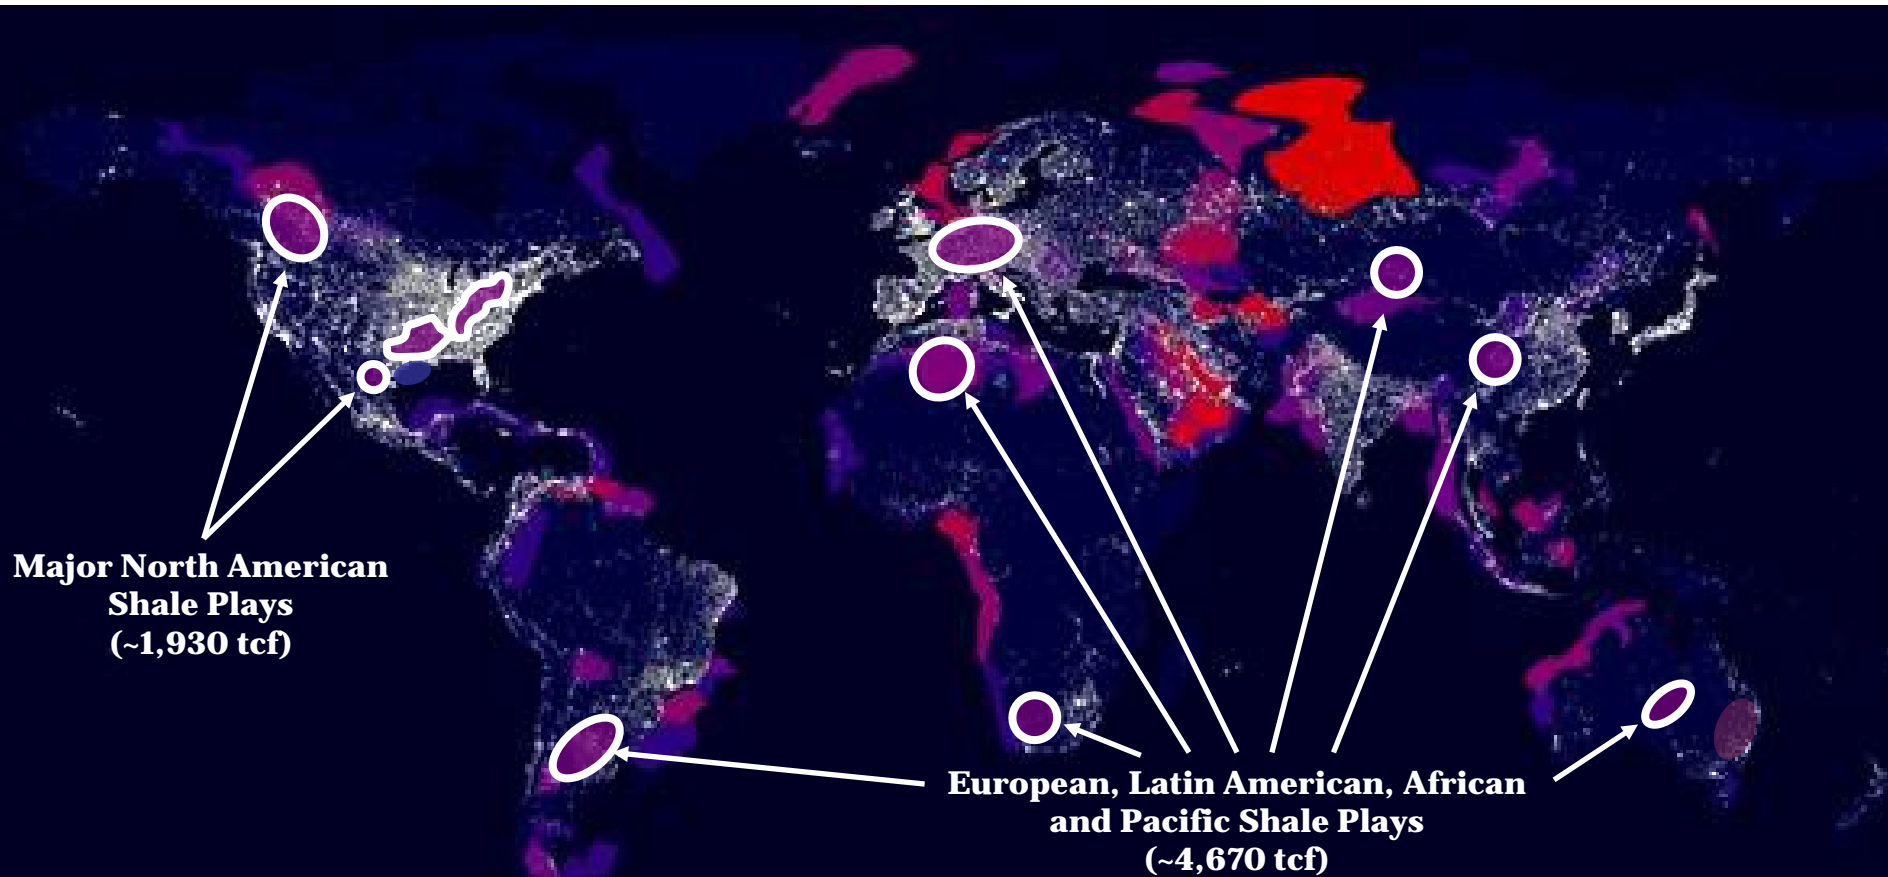 Major North American
Shale Plays
(~1,930 tcf)
European, Latin American, African
and Pacific Shale Plays
(~4,670 tcf)